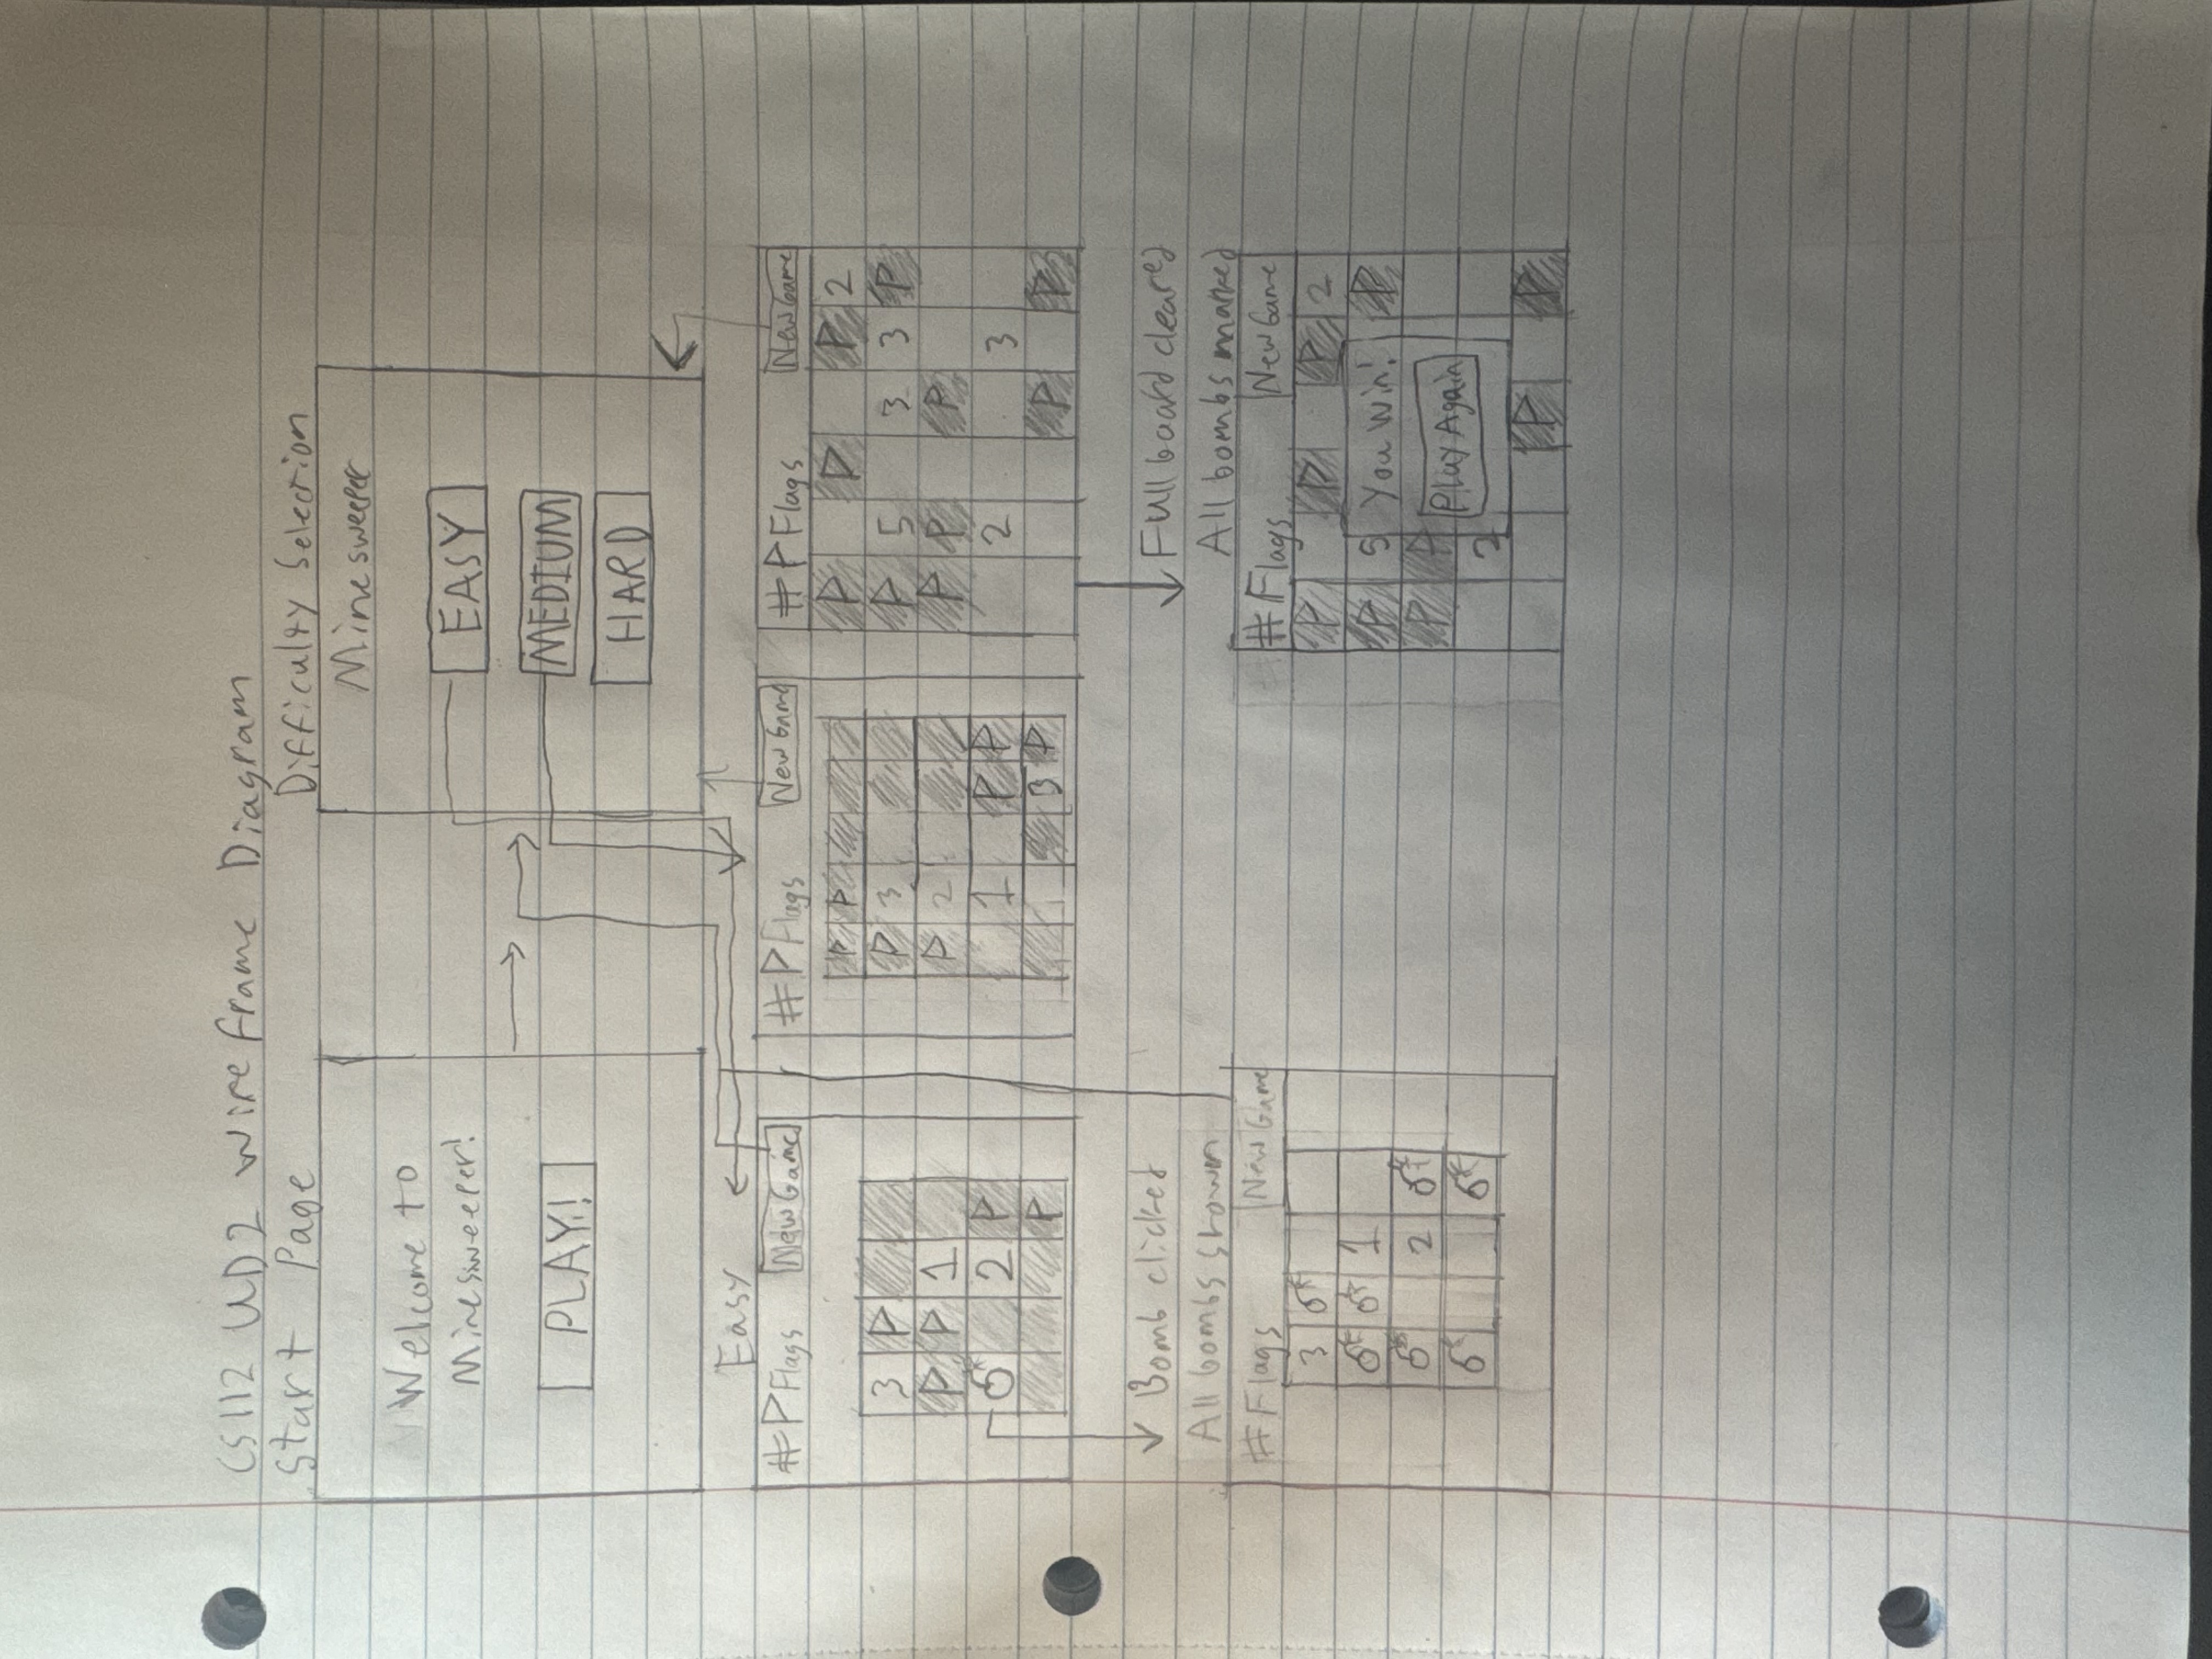 CS112 UD2 Wireframe Diagram
Start Page
Difficulty Selection
Welcome to
Minesweeper!
PLAY!
Minesweeper
EASY
MEDIUM
HARD
Easy
# Flags New Game
3
1
2
# Flags New Game
3
2
1
3
# Flags New Game
2
5 3 3
2 3
Bomb clicked
All bombs shown
# Flags New Game
3
1
2
Full board cleared
All bombs marked
# Flags New Game
2
5
2
You Win!
Play Again